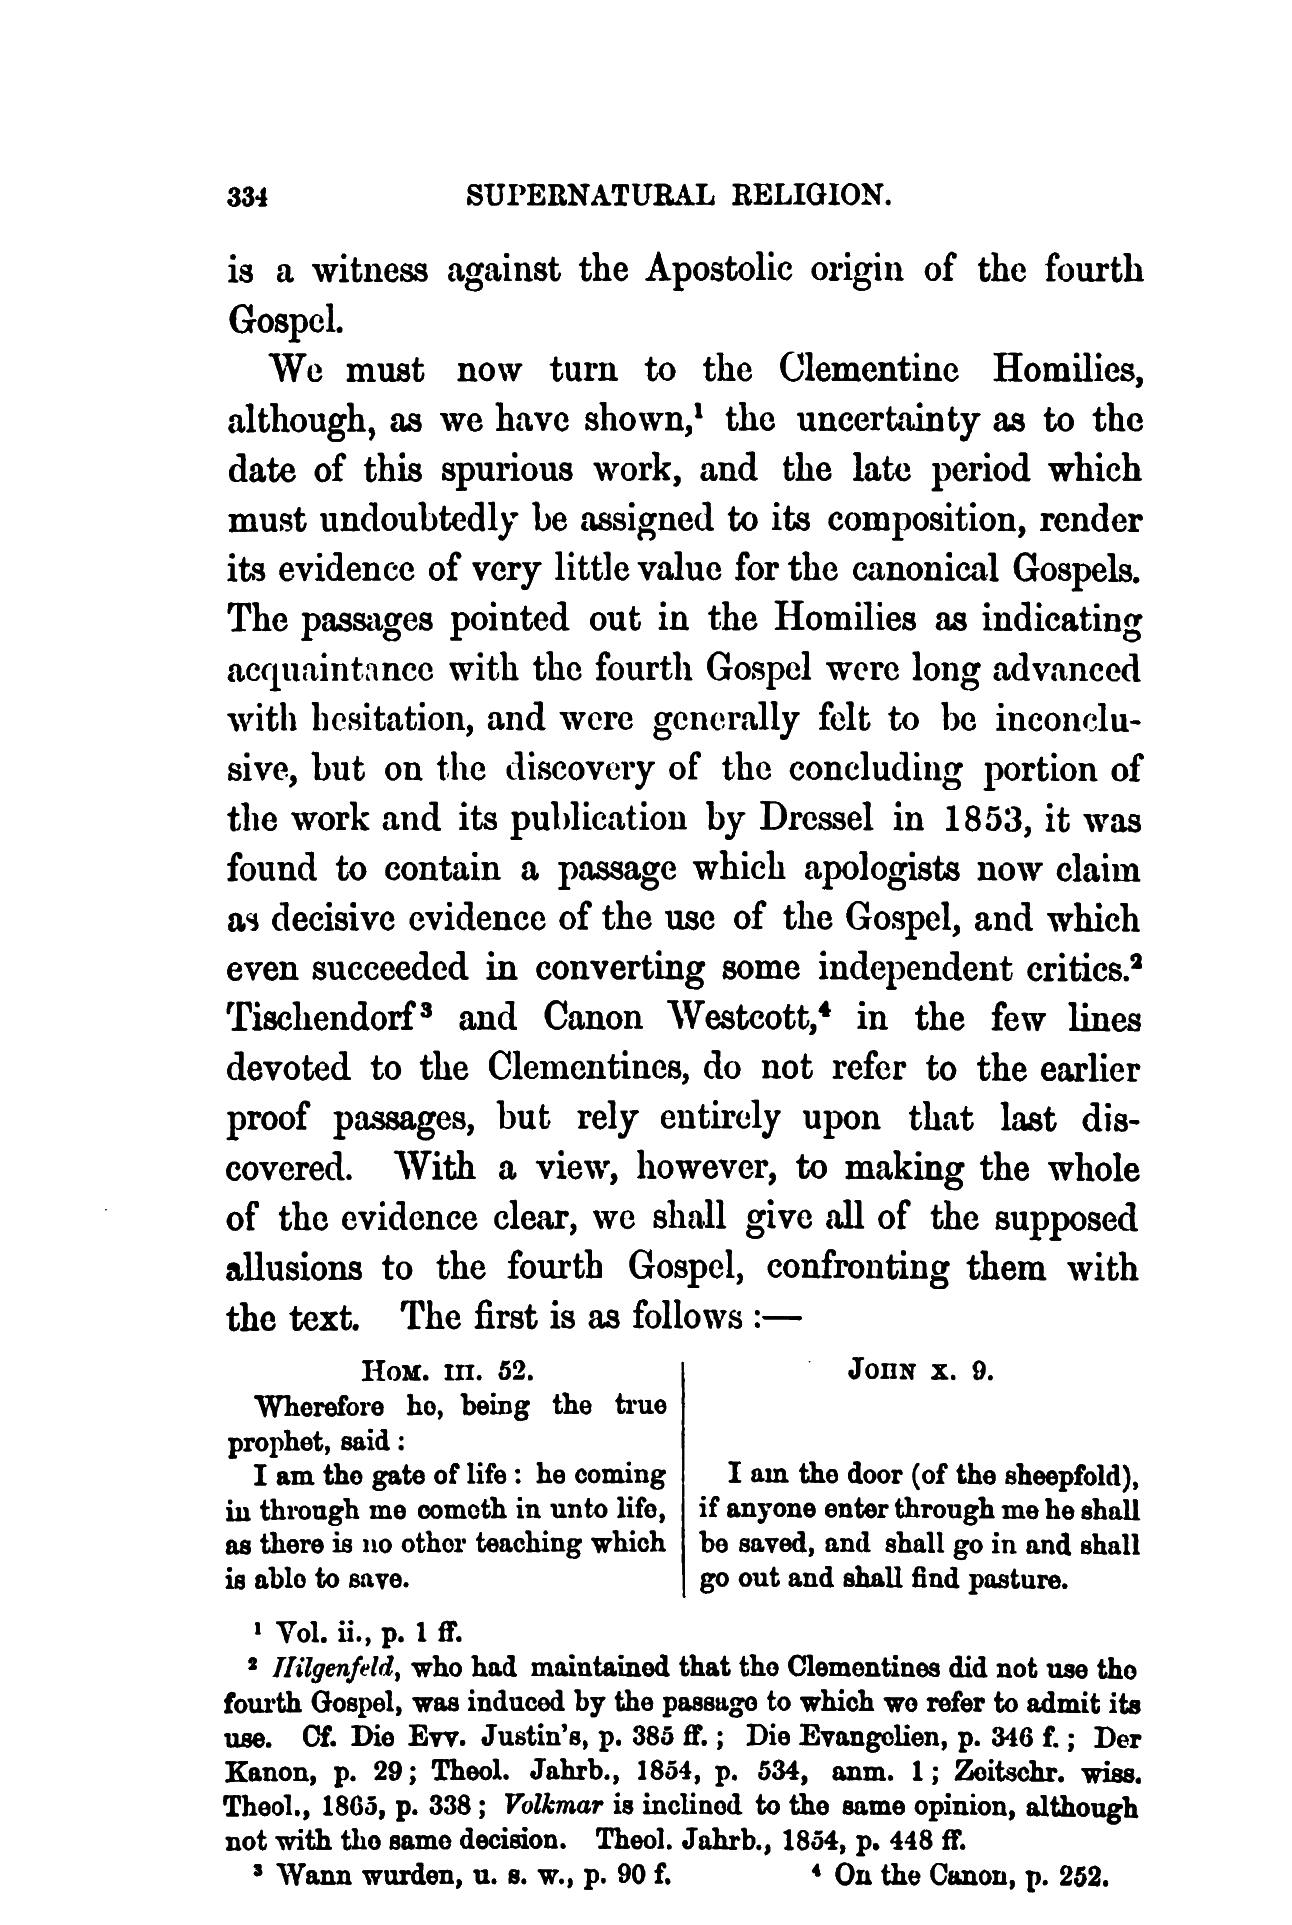 334 SUPERNATURAL RELIGION.
is a witness against the Apostolic origin of the fourth
Gospel.
We must now turn to the Clementine Homilies,
although, as we have shown,¹ the uncertainty as to the
date of this spurious work, and the late period which
must undoubtedly be assigned to its composition, render
its evidence of very little value for the canonical Gospels.
The passages pointed out in the Homilies as indicating
acquaintance with the fourth Gospel were long advanced
with hesitation, and were generally felt to be inconclu-
sive, but on the discovery of the concluding portion of
the work and its publication by Dressel in 1853, it was
found to contain a passage which apologists now claim
as decisive evidence of the use of the Gospel, and which
even succeeded in converting some independent critics.²
Tischendorf³ and Canon Westcott,⁴ in the few lines
devoted to the Clementines, do not refer to the earlier
proof passages, but rely entirely upon that last dis-
covered. With a view, however, to making the whole
of the evidence clear, we shall give all of the supposed
allusions to the fourth Gospel, confronting them with
the text. The first is as follows :—
HOM. III. 52.
Wherefore he, being the true
prophet, said :
I am the gate of life : he coming
in through me cometh in unto life,
as there is no other teaching which
is able to save.
JOHN X. 9.
I am the door (of the sheepfold),
if anyone enter through me he shall
be saved, and shall go in and shall
go out and shall find pasture.
¹ Vol. ii., p. 1 ff.
² Hilgenfeld, who had maintained that the Clementines did not use the
fourth Gospel, was induced by the passage to which we refer to admit its
use. Cf. Die Evv. Justin's, p. 385 ff. ; Die Evangelien, p. 346 f. ; Der
Kanon, p. 29 ; Theol. Jahrb., 1854, p. 534, anm. 1 ; Zeitschr. wiss.
Theol., 1865, p. 338 ; Volkmar is inclined to the same opinion, although
not with the same decision. Theol. Jahrb., 1854, p. 448 ff.
³ Wann wurden, u. s. w., p. 90 f. ⁴ On the Canon, p. 252.